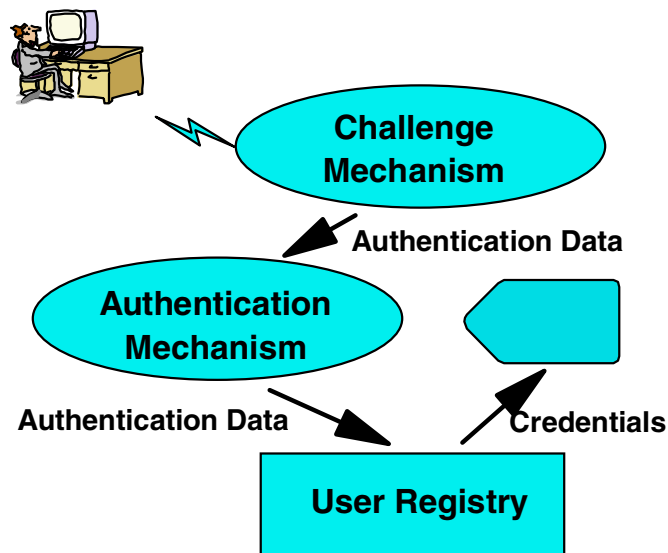 Challenge
Mechanism
Authentication Data
Authentication
Mechanism
Authentication Data
Credentials
User Registry